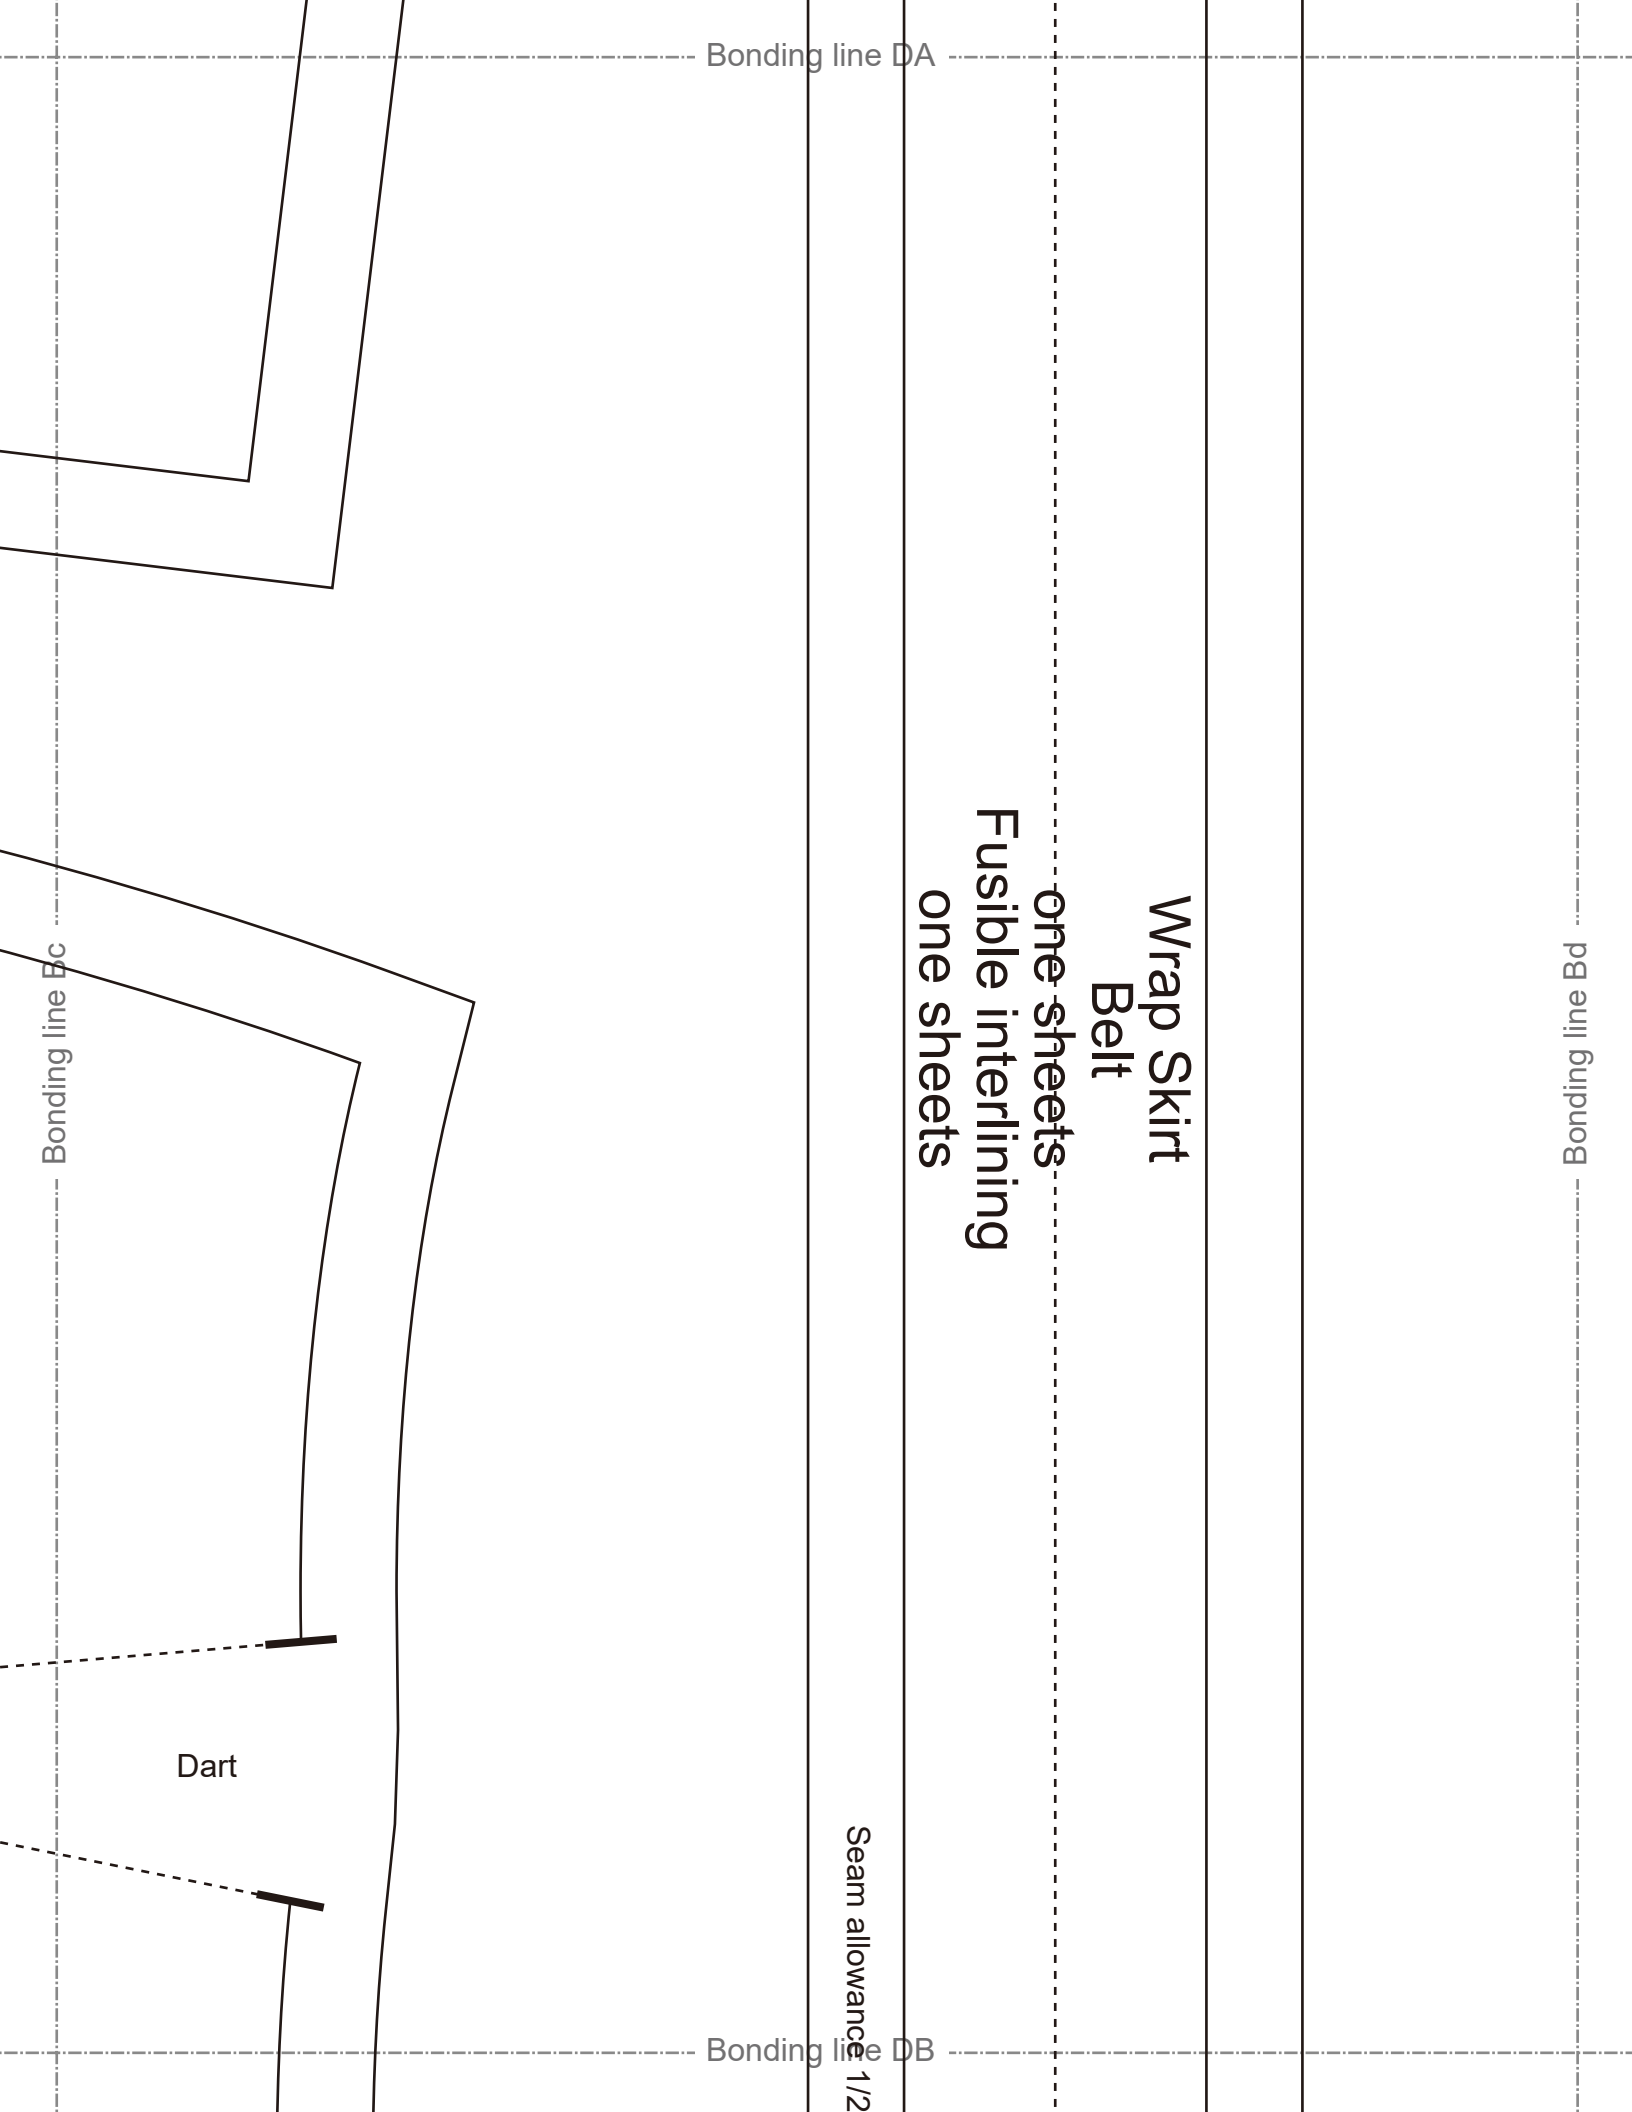 Bonding line DA
Bonding line Bc
Wrap Skirt
Belt
one sheets
Fusible interlining
one sheets
Bonding line Bd
Dart
Seam allowance 1/2
Bonding line DB